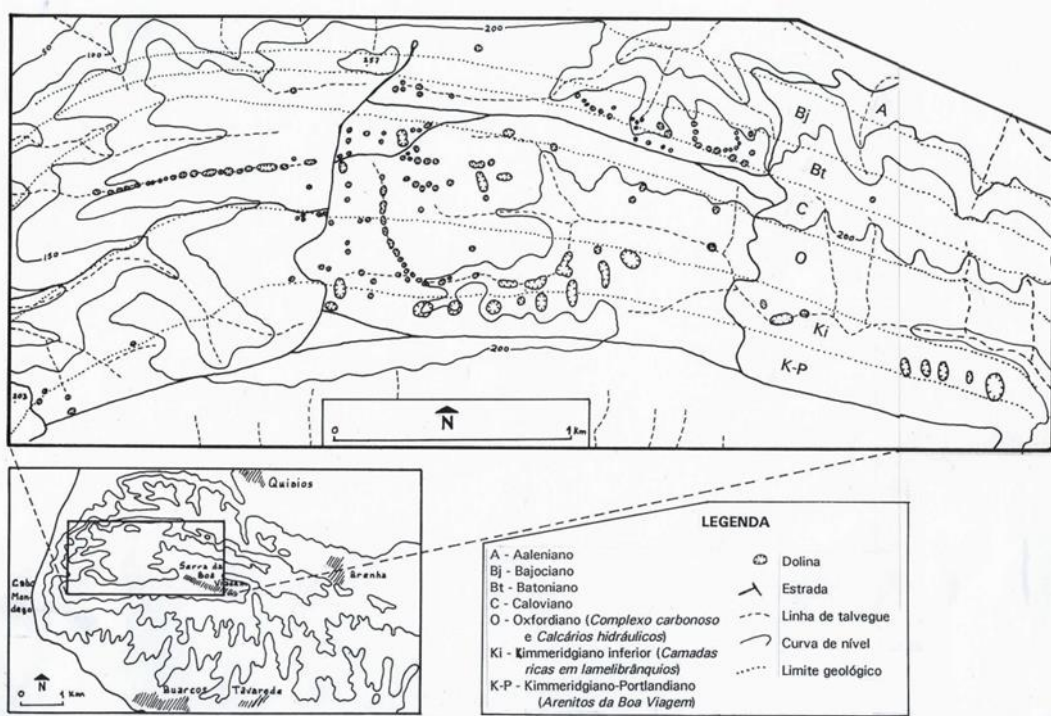 200
50
100
257
A
Bj
Bt
C
200
150
O
Ki
K-P
203
200
N
0 1 Km
Quiaios
Serra da
Boa
Viagem
Brenha
Cabo
Mondego
N
0 1 Km
Buarcos
Tavarede
LEGENDA
A - Aaleniano
Bj - Bajociano
Bt - Batoniano
C - Caloviano
O - Oxfordiano (Complexo carbonoso
e Calcários hidráulicos)
Ki - Kimmeridgiano inferior (Camadas
ricas em lamelibrânquios)
K-P - Kimmeridgiano-Portlandiano
(Arenitos da Boa Viagem)
Dolina
Estrada
Linha de talvegue
Curva de nível
Limite geológico